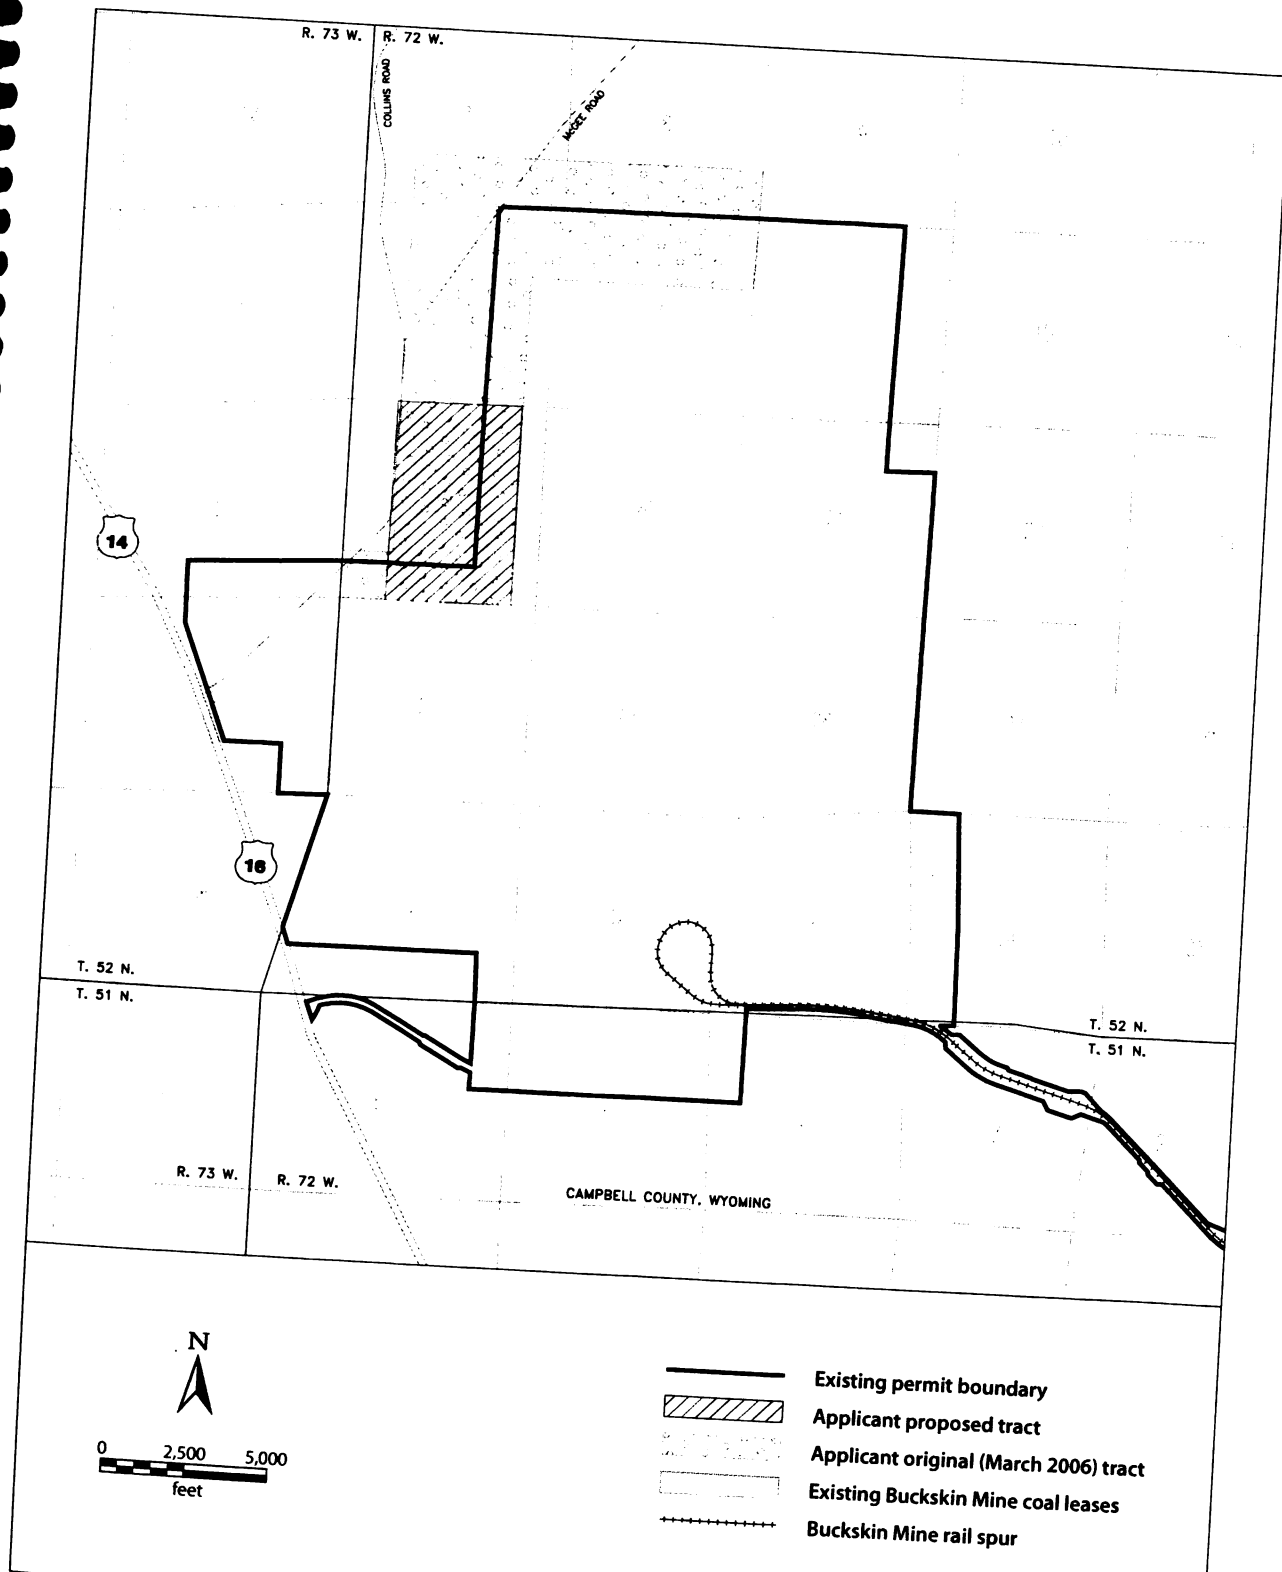 R. 73 W. R. 72 W.
COLLINS ROAD
McGEE ROAD
14
16
T. 52 N.
T. 51 N.
T. 52 N.
T. 51 N.
R. 73 W. R. 72 W.
CAMPBELL COUNTY, WYOMING
N
0 2,500 5,000
feet
Existing permit boundary
Applicant proposed tract
Applicant original (March 2006) tract
Existing Buckskin Mine coal leases
Buckskin Mine rail spur